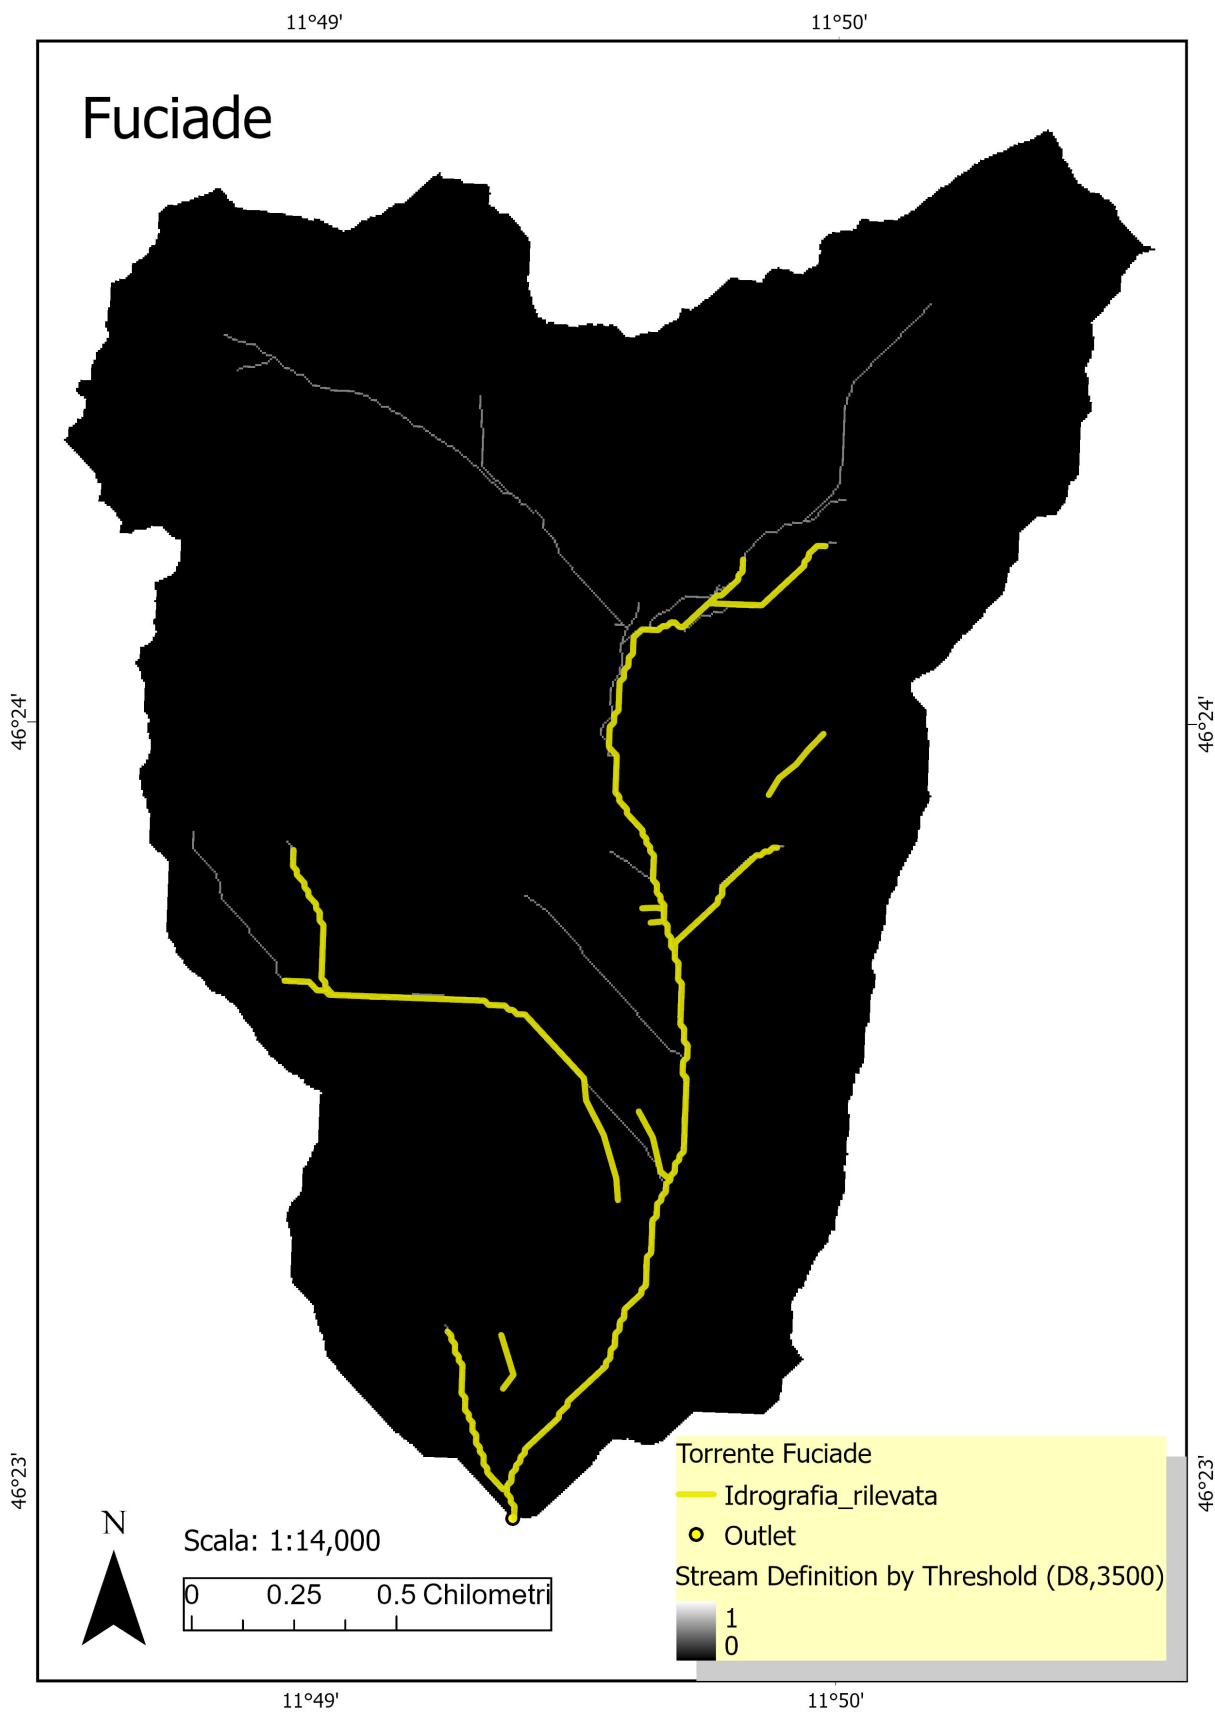 11°49' 11°50'
Fuciade
46°24' 46°24'
46°23' 46°23'
Torrente Fuciade
Idrografia_rilevata
Outlet
Stream Definition by Threshold (D8,3500)
1
0
N
Scala: 1:14,000
0 0.25 0.5 Chilometri
11°49' 11°50'